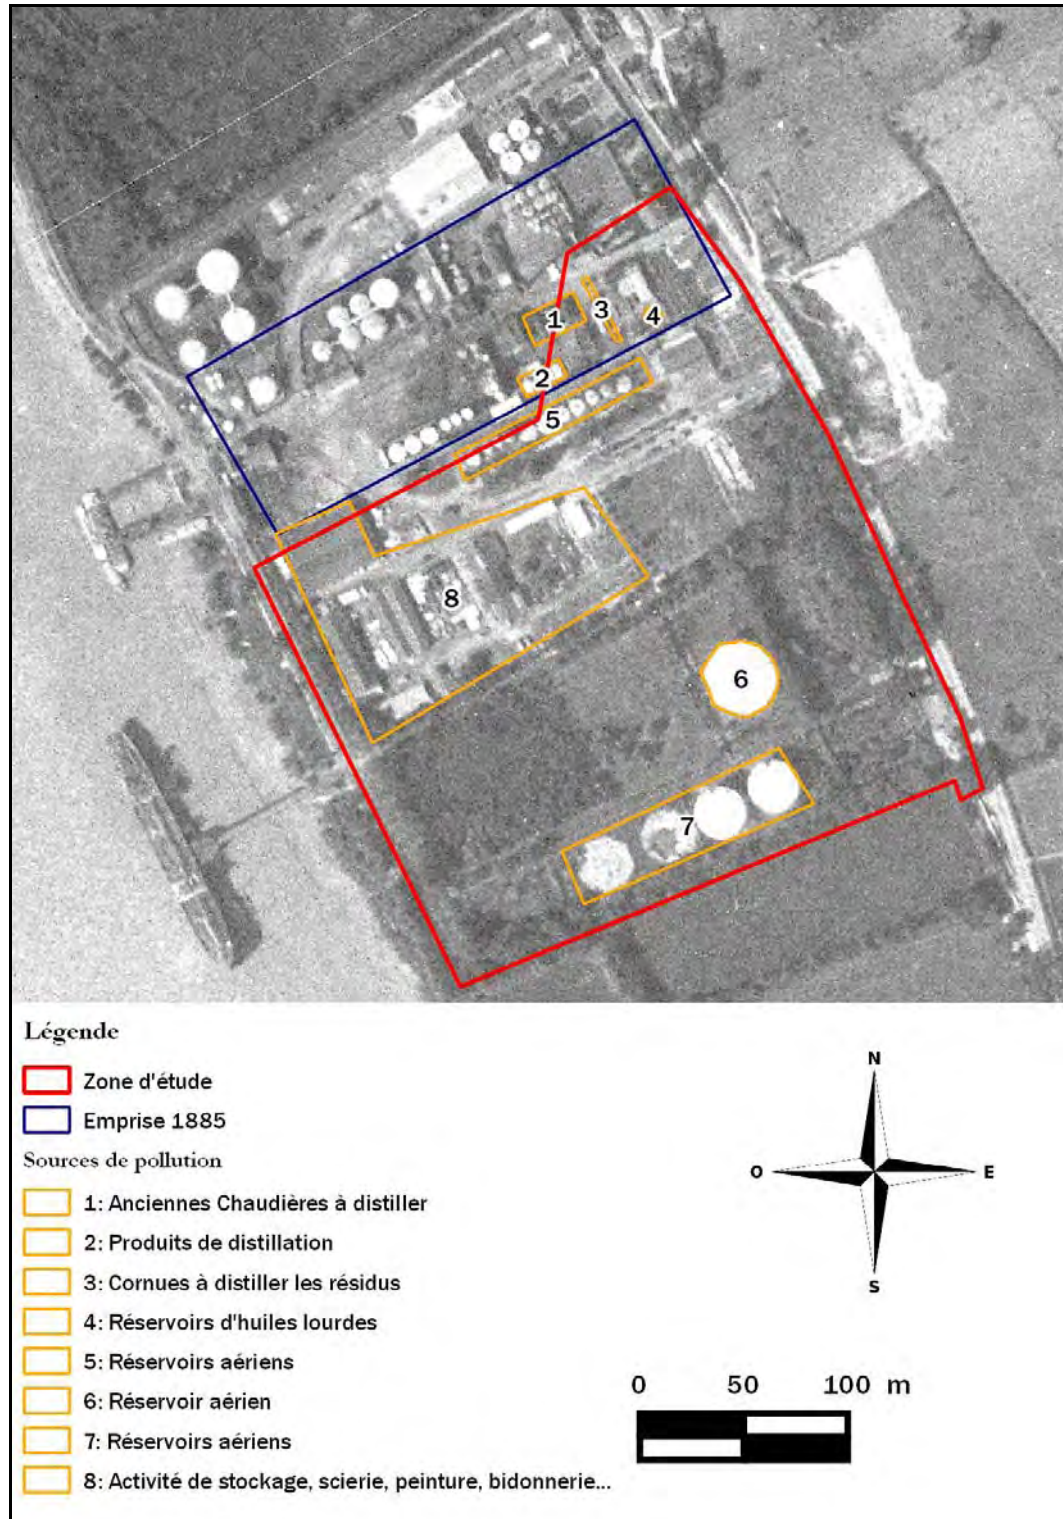 1
3
4
2
5
8
6
7
Légende
Zone d'étude
Emprise 1885
Sources de pollution
1: Anciennes Chaudières à distiller
2: Produits de distillation
3: Cornues à distiller les résidus
4: Réservoirs d'huiles lourdes
5: Réservoirs aériens
6: Réservoir aérien
7: Réservoirs aériens
8: Activité de stockage, scierie, peinture, bidonnerie...
N
O
E
S
0 50 100 m